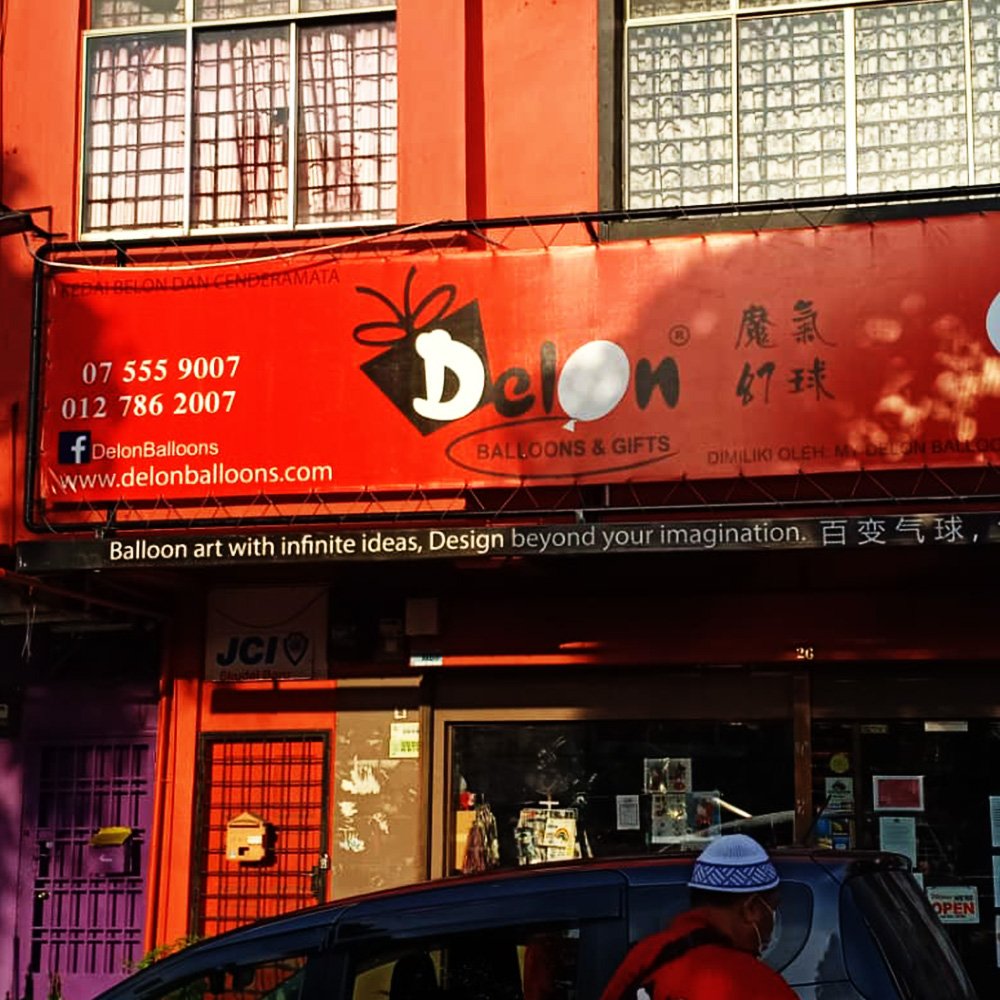 KEDAI BELON DAN CENDERAMATA
07 555 9007
012 786 2007
f DelonBalloons
www.delonballoons.com
Delon ®
BALLOONS & GIFTS
魔氣
幻球
DIMILIKI OLEH: MY DELON BALLOO
Balloon art with infinite ideas, Design beyond your imagination. 百变气球,
JCI
26
OPEN